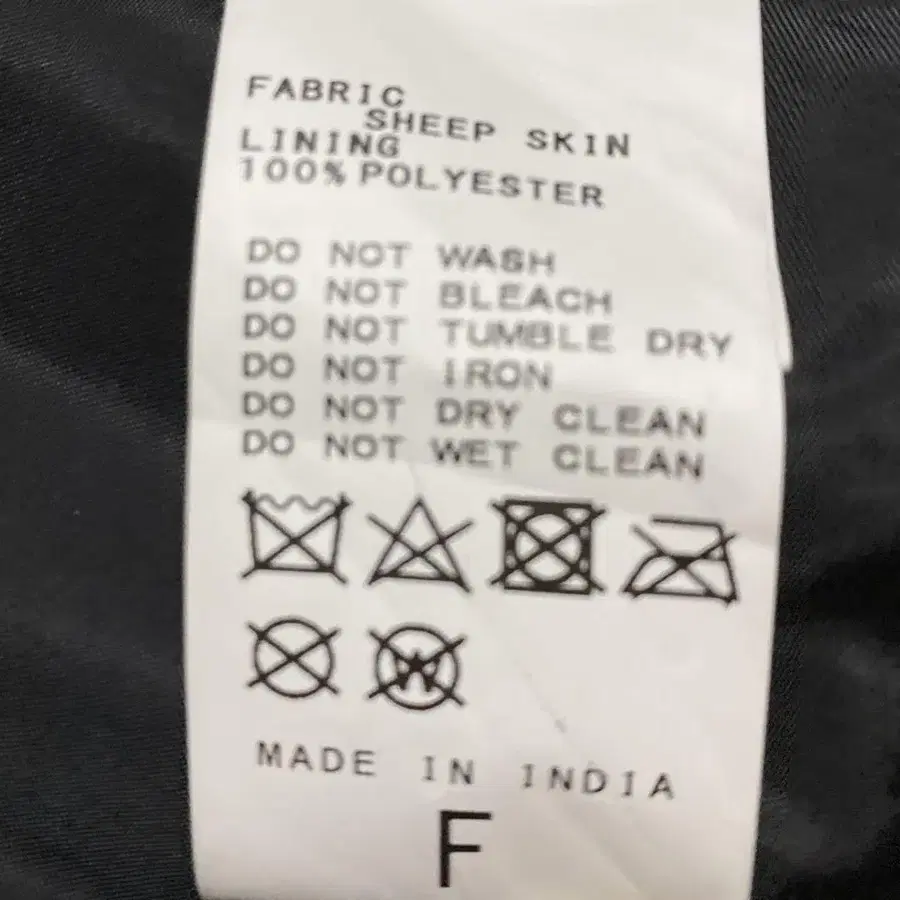 FABRIC
SHEEP SKIN
LINING
100% POLYESTER
DO NOT WASH
DO NOT BLEACH
DO NOT TUMBLE DRY
DO NOT IRON
DO NOT DRY CLEAN
DO NOT WET CLEAN
W
MADE IN INDIA
F